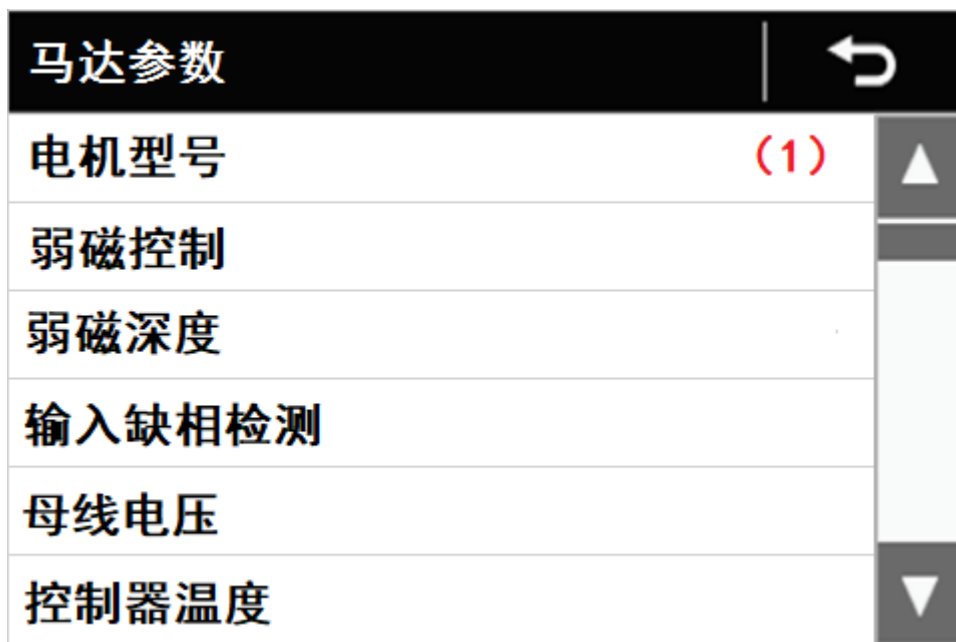 马达参数
电机型号 （1）
弱磁控制
弱磁深度
输入缺相检测
母线电压
控制器温度